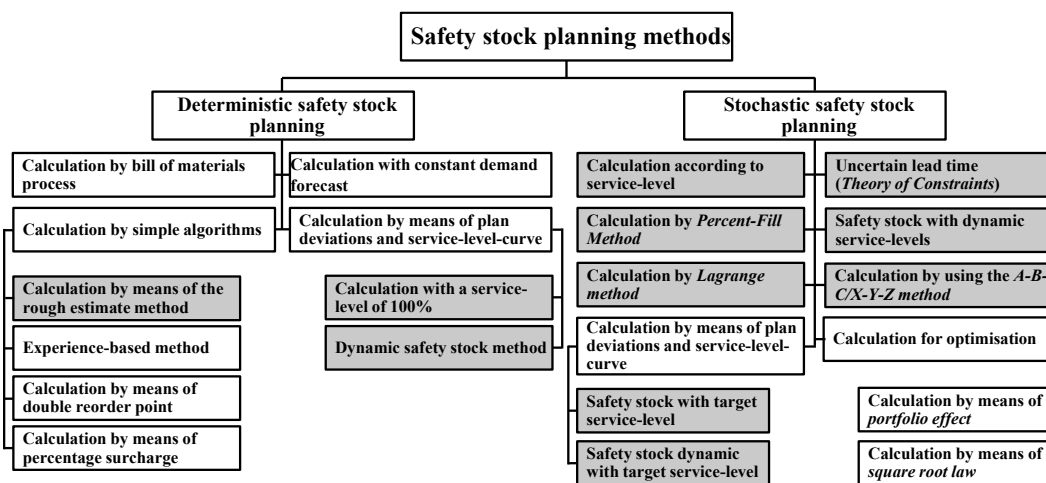 Safety stock planning methods
Deterministic safety stock
planning
Stochastic safety stock
planning
Calculation by bill of materials
process
Calculation with constant demand
forecast
Calculation by simple algorithms
Calculation by means of plan
deviations and service-level-curve
Calculation by means of the
rough estimate method
Experience-based method
Calculation by means of
double reorder point
Calculation by means of
percentage surcharge
Calculation with a service-
level of 100%
Dynamic safety stock method
Calculation according to
service-level
Uncertain lead time
(Theory of Constraints)
Calculation by Percent-Fill
Method
Safety stock with dynamic
service-levels
Calculation by Lagrange
method
Calculation by using the A-B-
C/X-Y-Z method
Calculation by means of plan
deviations and service-level-
curve
Calculation for optimisation
Safety stock with target
service-level
Safety stock dynamic
with target service-level
Calculation by means of
portfolio effect
Calculation by means of
square root law